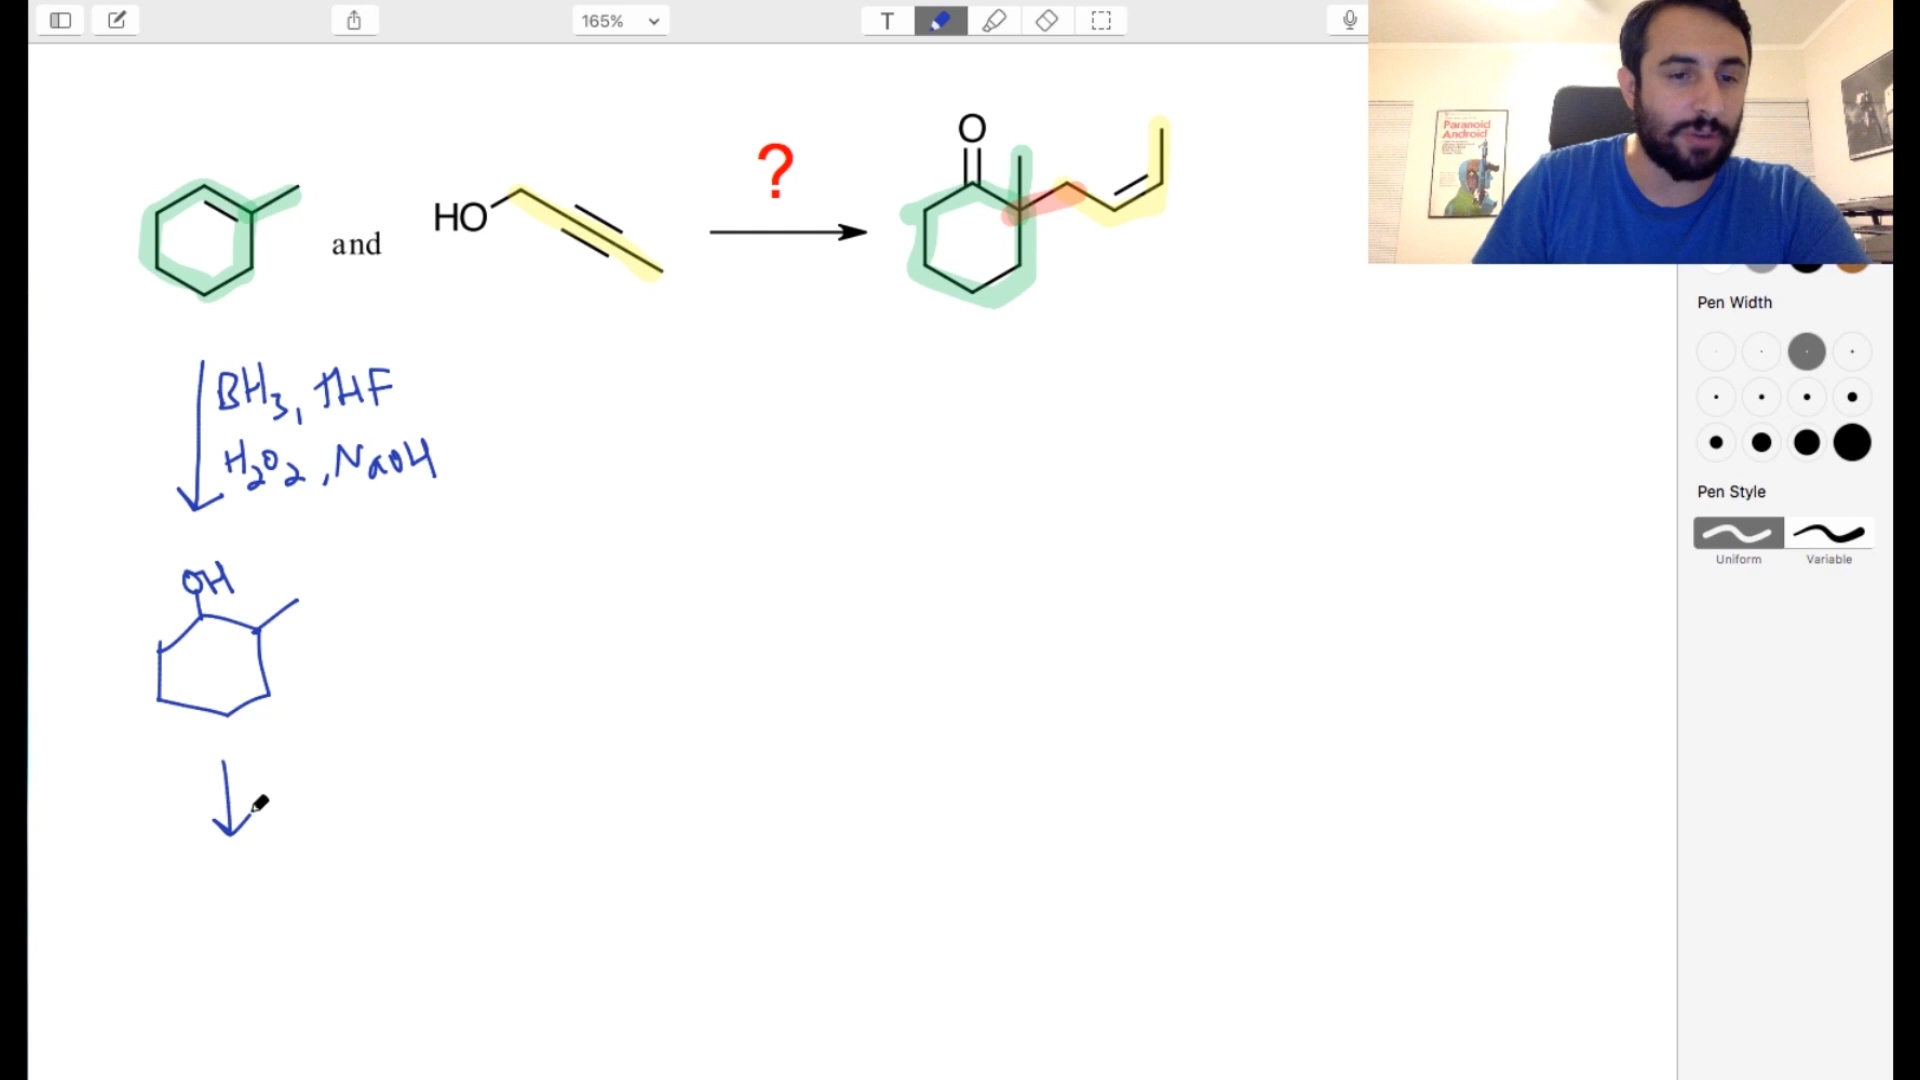 165%
T
HO
and
?
O
Paranoid
Android
Pen Width
BH3, THF
H2O2, NaOH
Pen Style
Uniform
Variable
OH